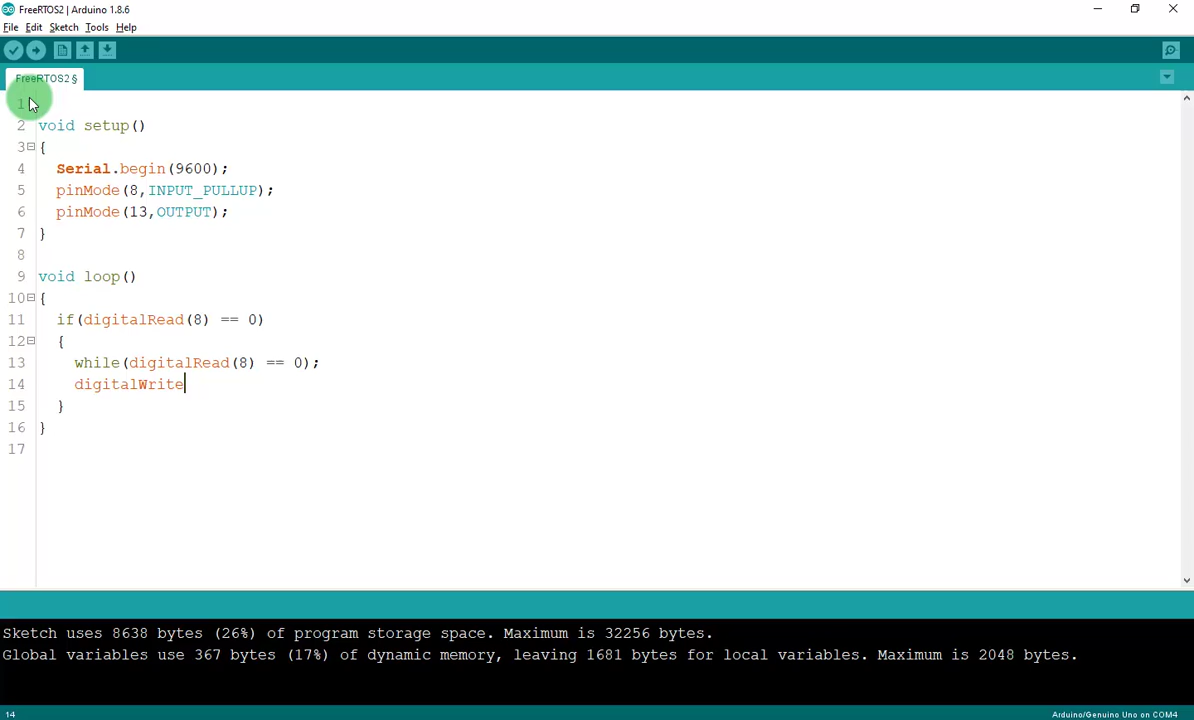 FreeRTOS2 | Arduino 1.8.6
File Edit Sketch Tools Help
FreeRTOS2 §
1
2 void setup()
3 {
4 Serial.begin(9600);
5 pinMode(8,INPUT_PULLUP);
6 pinMode(13,OUTPUT);
7 }
8
9 void loop()
10 {
11 if(digitalRead(8) == 0)
12 {
13 while(digitalRead(8) == 0);
14 digitalWrite
15 }
16 }
17
Sketch uses 8638 bytes (26%) of program storage space. Maximum is 32256 bytes.
Global variables use 367 bytes (17%) of dynamic memory, leaving 1681 bytes for local variables. Maximum is 2048 bytes.
14 Arduino/Genuino Uno on COM4